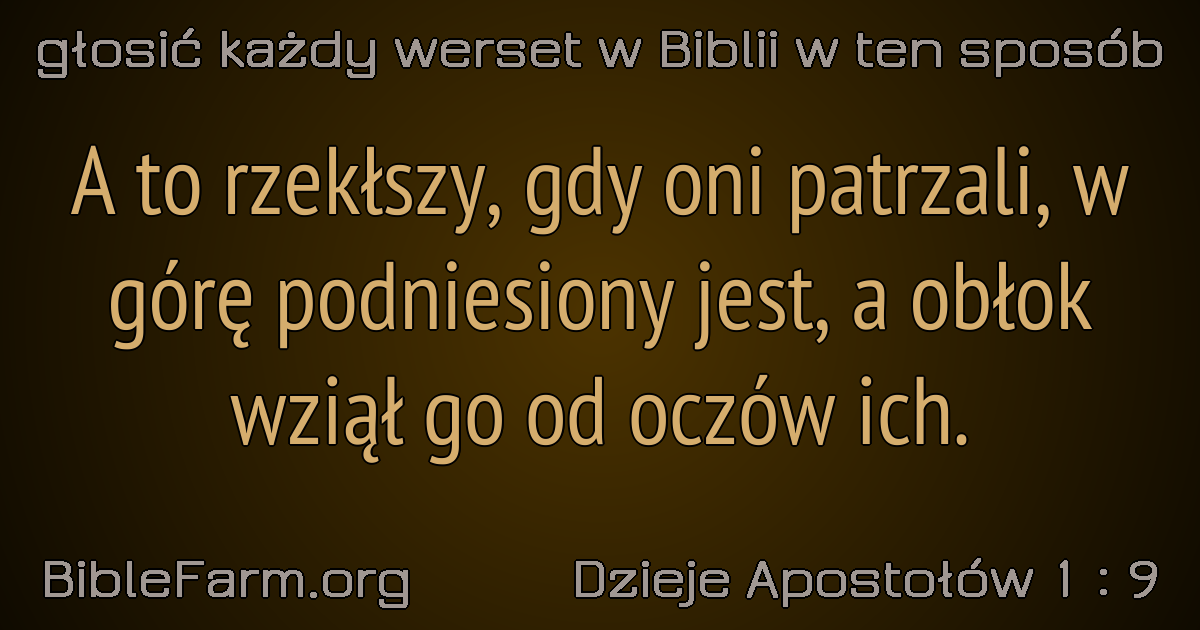 głosić każdy werset w Biblii w ten sposób
A to rzekłszy, gdy oni patrzali, w
górę podniesiony jest, a obłok
wziął go od oczów ich.
BibleFarm.org
Dzieje Apostołów 1 : 9